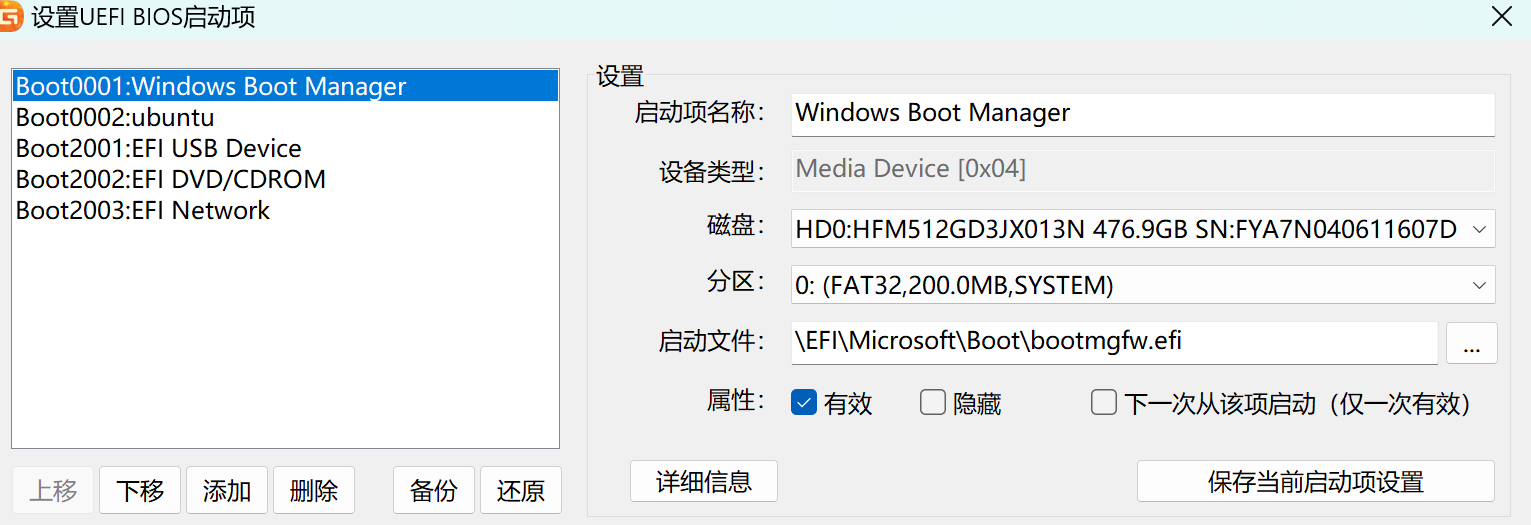 设置UEFI BIOS启动项
Boot0001:Windows Boot Manager
Boot0002:ubuntu
Boot2001:EFI USB Device
Boot2002:EFI DVD/CDROM
Boot2003:EFI Network
上移 下移 添加 删除 备份 还原
设置
启动项名称: Windows Boot Manager
设备类型: Media Device [0x04]
磁盘: HD0:HFM512GD3JX013N 476.9GB SN:FYA7N040611607D
分区: 0: (FAT32,200.0MB,SYSTEM)
启动文件: \EFI\Microsoft\Boot\bootmgfw.efi ...
属性: 有效 隐藏 下一次从该项启动（仅一次有效）
详细信息 保存当前启动项设置